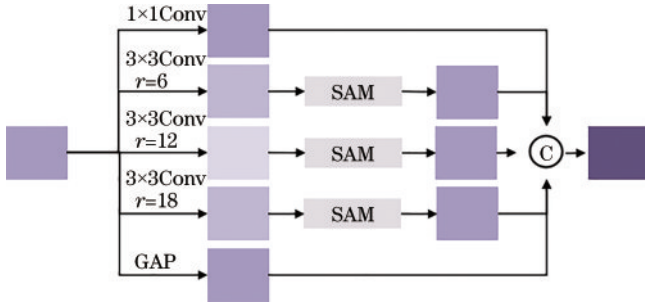 1×1Conv
3×3Conv
r=6
SAM
3×3Conv
r=12
SAM
C
3×3Conv
r=18
SAM
GAP